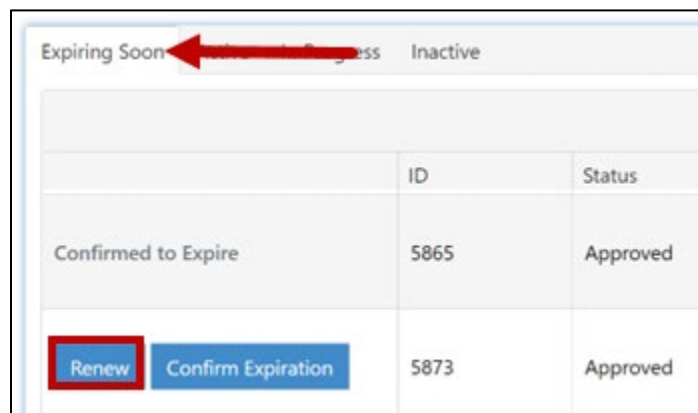 Expiring Soon Inactive
ID Status
Confirmed to Expire 5865 Approved
Renew Confirm Expiration 5873 Approved